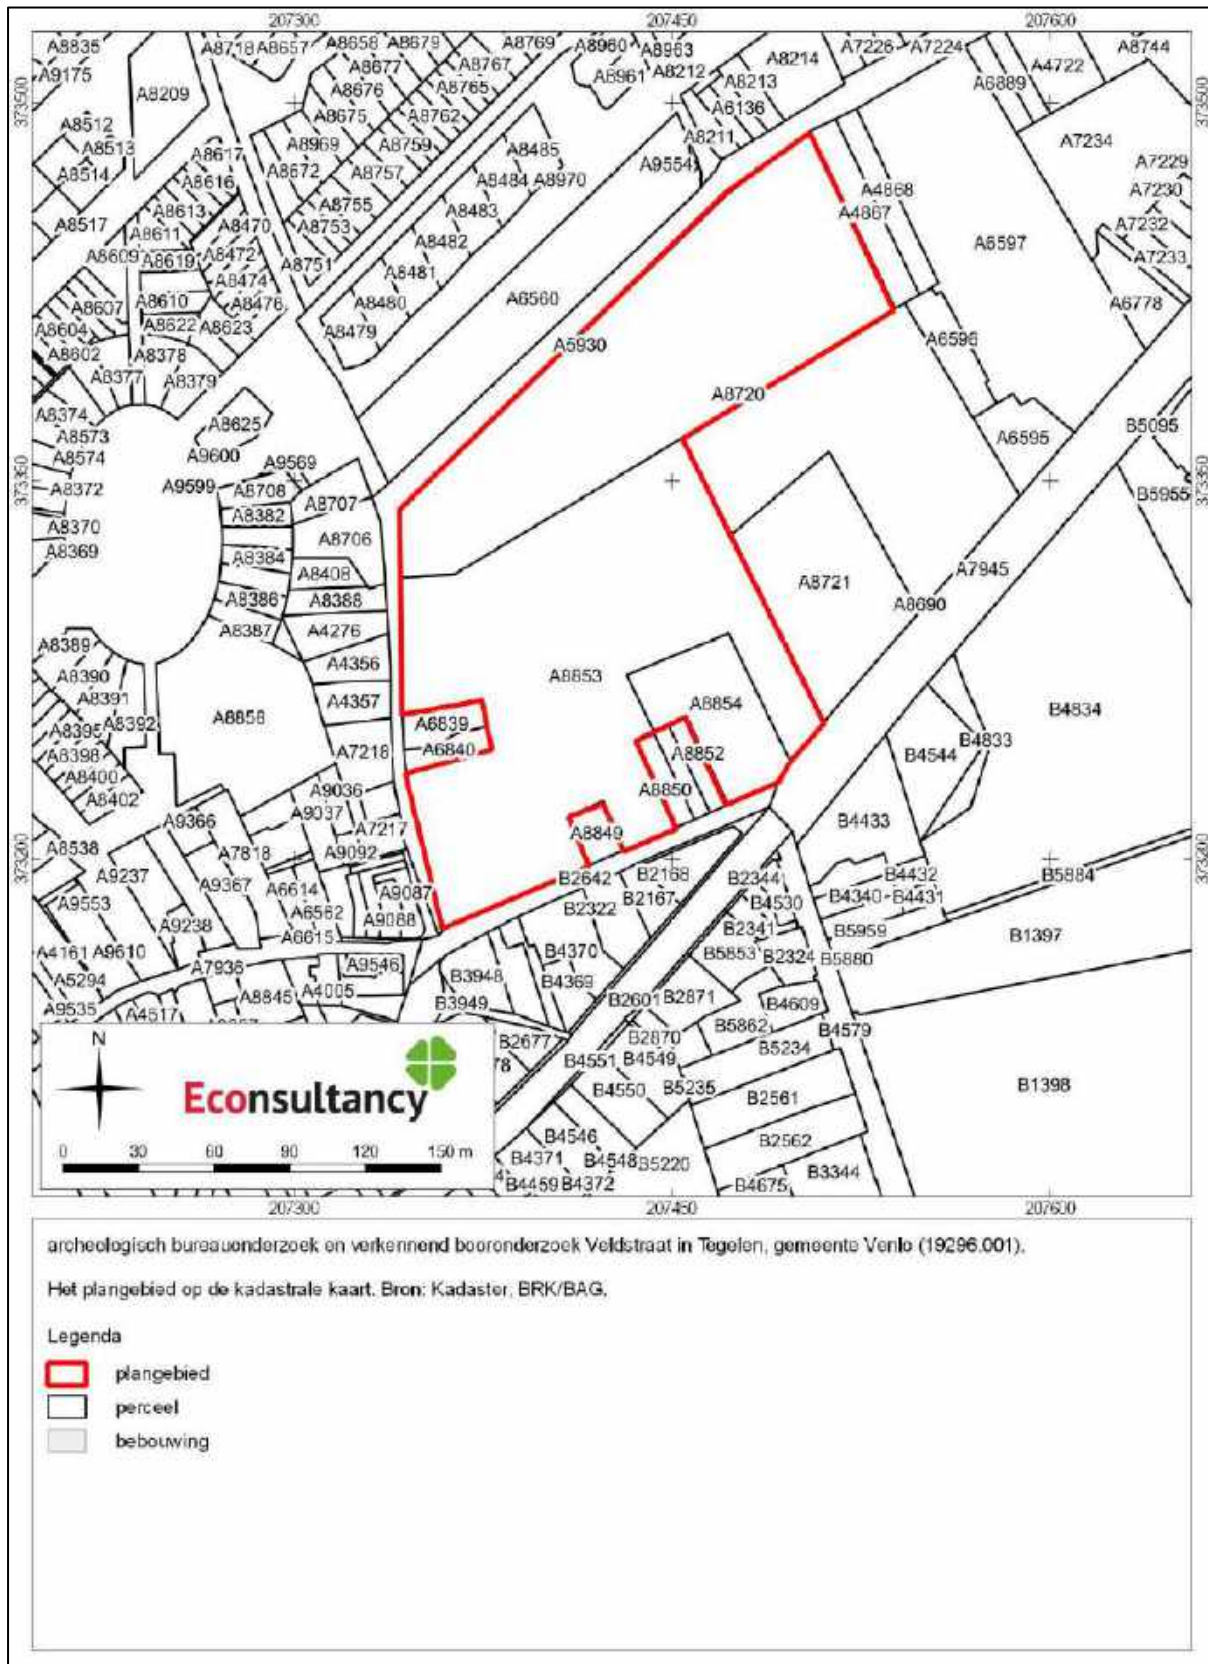 207300 207450 207600
A8835 A8718 A8657 A8658 A8679 A8769 A8960 A8963 A7226 A7224 A8744
A9175 A8677 A8767 A8961 A8212 A8214 A6889 A4722
A8209 A8676 A8765 A8213
373500 A8675 A8762 A6136 373500
A8512 A8513 A8617 A8969 A8759 A8485 A8211 A7234
A8514 A8616 A8672 A8757 A8484 A8970 A9554 A4868 A7229
A8613 A8755 A8483 A4867 A7230
A8517 A8611 A8470 A8753 A8482 A6597 A7232
A8609 A8619 A8472 A8751 A8481 A7233
A8607 A8610 A8474 A8480 A6560 A6778
A8604 A8622 A8623 A8476 A8479 A5930 A6596
A8602 A8378
A8377 A8379 A8720
A8374 A8625 B5095
A8573 A9600 A6595
A8574 A9569
373350 A8372 A9599 A8708 A8707 B5955 373350
A8370 A8382 A8706
A8369 A8384 A8408 A8721 A7945
A8386 A8388 A8690
A8387 A4276
A8389 A4356
A8390 A8853
A8391 A4357 A8854 B4834
A8395 A8392 A8858 A6839 B4833
A8398 A7218 A6840 A8852 B4544
A8400 A9036 A8850
A8402 A9037
A9366 A7217 A8849 B4433
373200 A8538 A7818 A9092 B2642 B2168 B4432 373200
A9237 A9367 A6614 A9087 B2167 B2344 B4340 B4431 B5884
A9553 A9238 A6562 A9088 B2322 B4530
A4161 A9610 A6615 B2341 B5959 B1397
A5294 A7936 A9546 B3948 B4370 B5853 B2324 B5880
A9535 A4517 A8845 A4005 B3949 B4369 B2601 B2871 B4609
B2677 B2870 B5862 B4579
N B4551 B4549 B5234
Econsultancy B4550 B5235 B2561 B1398
B4546 B2562
0 30 60 90 120 150 m B4371 B4548 B5220 B3344
B4459 B4372 B4675
207300 207450 207600
archeologisch bureauonderzoek en verkennend booronderzoek Veldstraat in Tegelen, gemeente Venlo (19296.001).
Het plangebied op de kadastrale kaart. Bron: Kadaster, BRK/BAG.
Legenda
plangebied
perceel
bebouwing